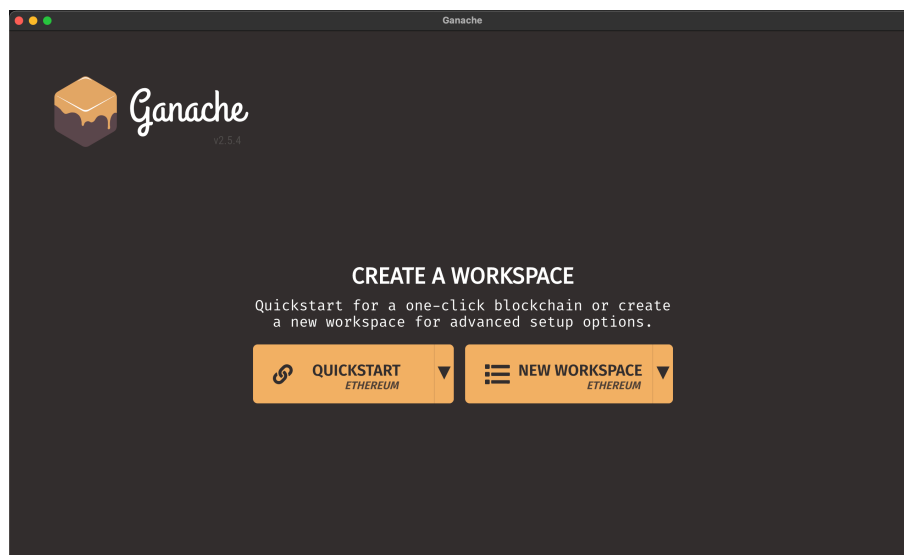 Ganache
Ganache
v2.5.4
CREATE A WORKSPACE
Quickstart for a one-click blockchain or create
a new workspace for advanced setup options.
QUICKSTART
ETHEREUM
NEW WORKSPACE
ETHEREUM